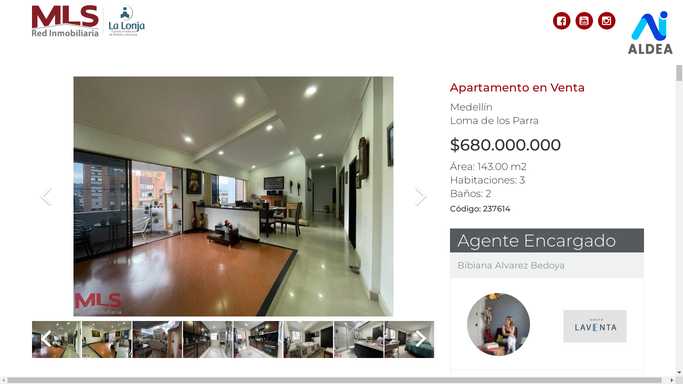 MLS
Red Inmobiliaria
La Lonja
ALDEA
Apartamento en Venta
Medellín
Loma de los Parra
$680.000.000
Área: 143.00 m2
Habitaciones: 3
Baños: 2
Código: 237614
Agente Encargado
Bibiana Alvarez Bedoya
MLS
LAVENTA